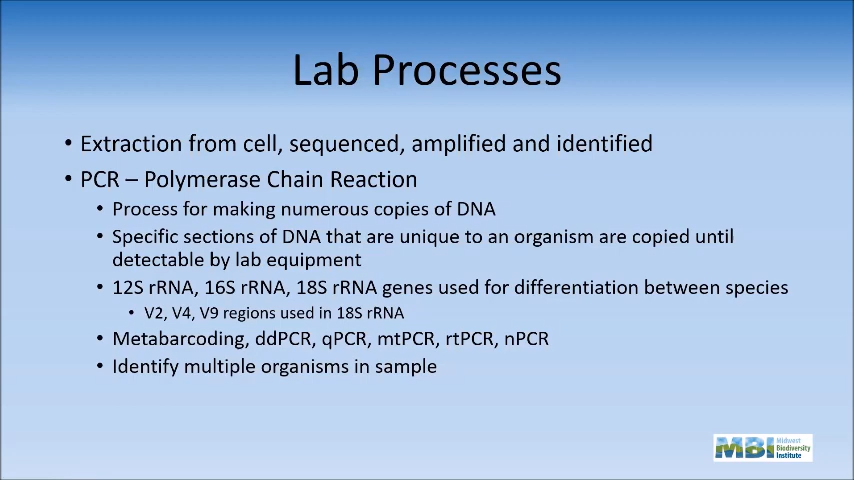 Lab Processes
• Extraction from cell, sequenced, amplified and identified
• PCR – Polymerase Chain Reaction
• Process for making numerous copies of DNA
• Specific sections of DNA that are unique to an organism are copied until
detectable by lab equipment
• 12S rRNA, 16S rRNA, 18S rRNA genes used for differentiation between species
• V2, V4, V9 regions used in 18S rRNA
• Metabarcoding, ddPCR, qPCR, mtPCR, rtPCR, nPCR
• Identify multiple organisms in sample
MBI Midwest
Biodiversity
Institute